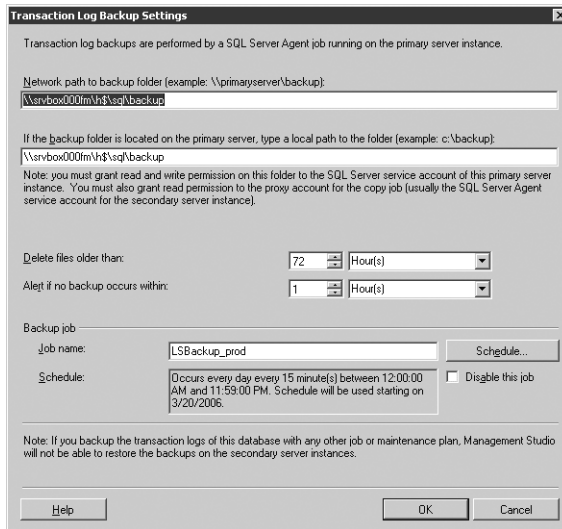 Transaction Log Backup Settings
Transaction log backups are performed by a SQL Server Agent job running on the primary server instance.
Network path to backup folder (example: \\primaryserver\backup):
\\srvbox000fm\h$\sql\backup
If the backup folder is located on the primary server, type a local path to the folder (example: c:\backup):
\\srvbox000fm\h$\sql\backup
Note: you must grant read and write permission on this folder to the SQL Server service account of this primary server
instance. You must also grant read permission to the proxy account for the copy job (usually the SQL Server Agent
service account for the secondary server instance).
Delete files older than: 72 Hour(s)
Alert if no backup occurs within: 1 Hour(s)
Backup job
Job name: LSBackup_prod Schedule...
Schedule: Occurs every day every 15 minute(s) between 12:00:00 Disable this job
AM and 11:59:00 PM. Schedule will be used starting on
3/20/2006.
Note: If you backup the transaction logs of this database with any other job or maintenance plan, Management Studio
will not be able to restore the backups on the secondary server instances.
Help OK Cancel